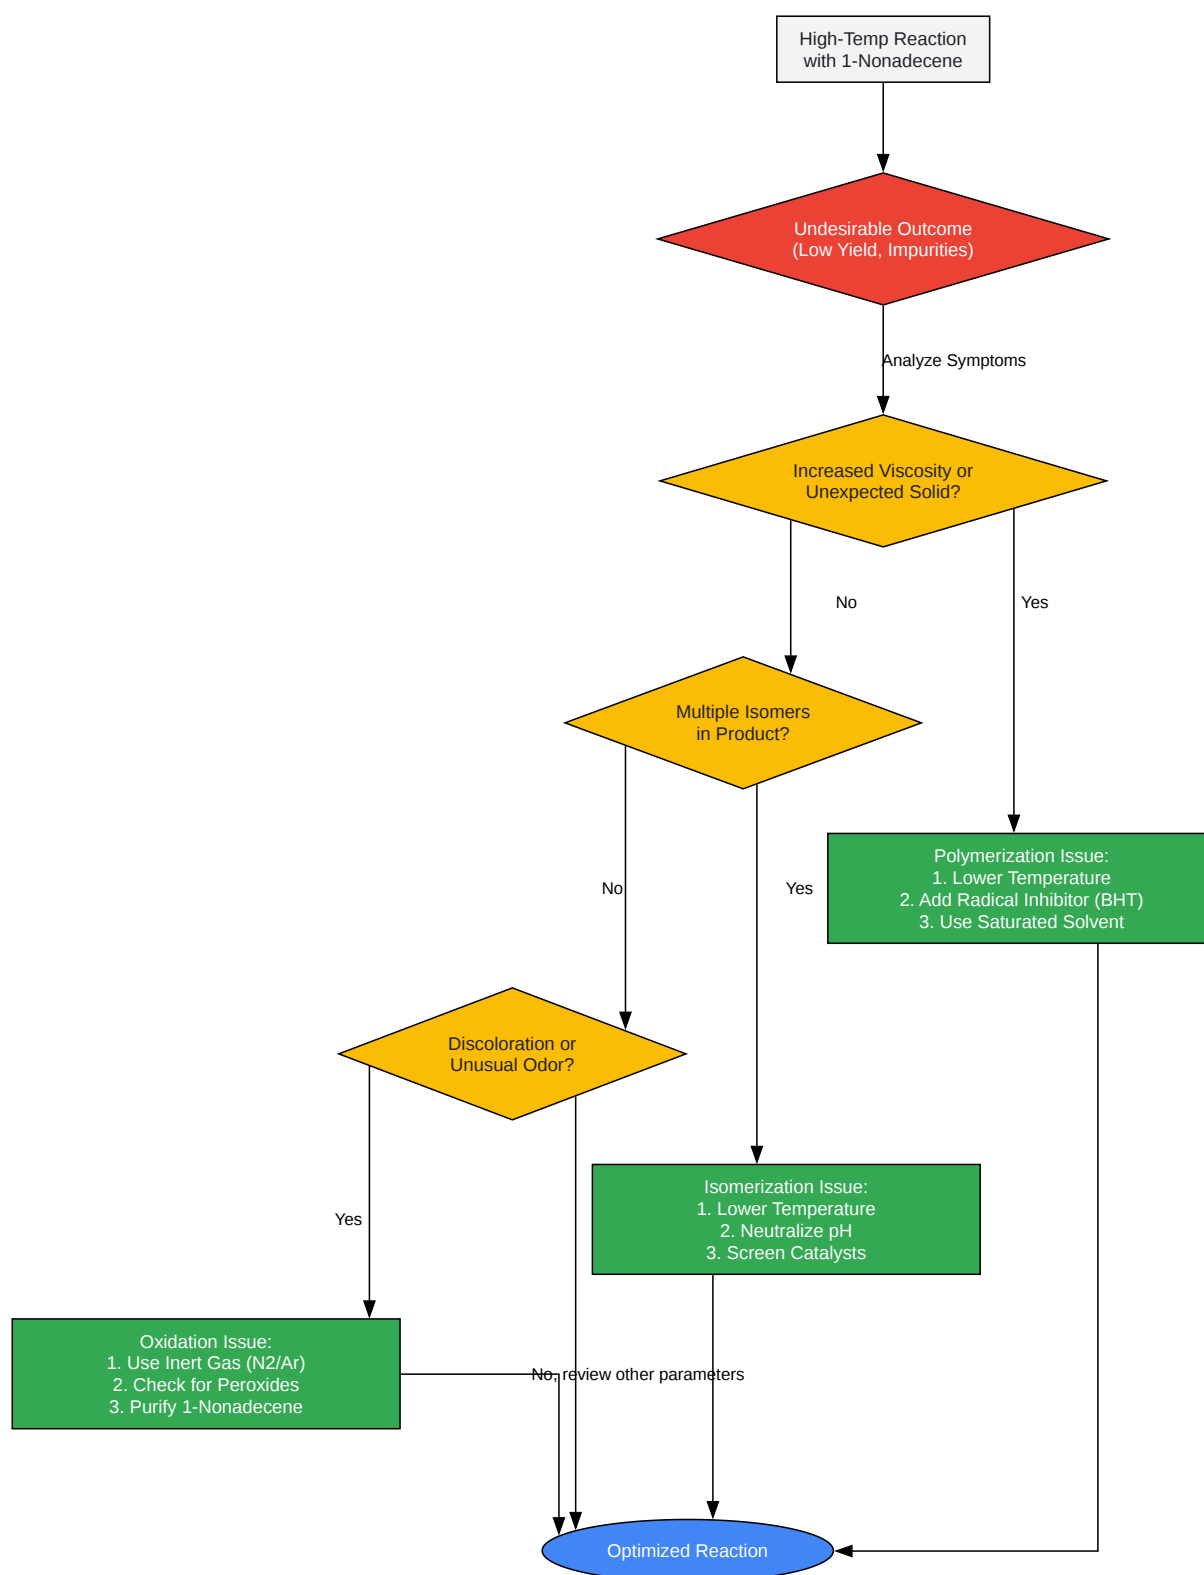 High-Temp Reaction
with 1-Nonadecene
Undesirable Outcome
(Low Yield, Impurities)
Analyze Symptoms
Increased Viscosity or
Unexpected Solid?
No
Yes
Multiple Isomers
in Product?
Polymerization Issue:
1. Lower Temperature
2. Add Radical Inhibitor (BHT)
3. Use Saturated Solvent
No
Yes
Discoloration or
Unusual Odor?
Isomerization Issue:
1. Lower Temperature
2. Neutralize pH
3. Screen Catalysts
Yes
Oxidation Issue:
1. Use Inert Gas (N2/Ar)
2. Check for Peroxides
3. Purify 1-Nonadecene
No, review other parameters
Optimized Reaction